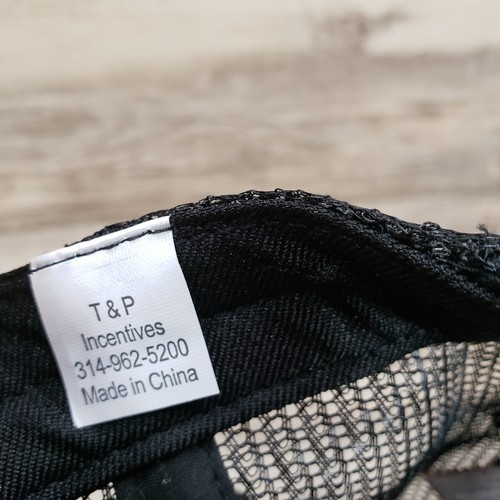 T & P
Incentives
314-962-5200
Made in China